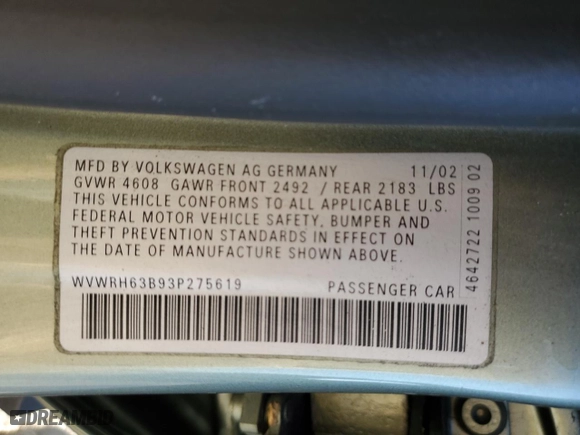 MFD BY VOLKSWAGEN AG GERMANY 11/02
GVWR 4608 GAWR FRONT 2492 / REAR 2183 LBS
THIS VEHICLE CONFORMS TO ALL APPLICABLE U.S.
FEDERAL MOTOR VEHICLE SAFETY, BUMPER AND
THEFT PREVENTION STANDARDS IN EFFECT ON
THE DATE OF MANUFACTURE SHOWN ABOVE.
WVWRH63B93P275619 PASSENGER CAR
4642722 1009 02
DREAMBID